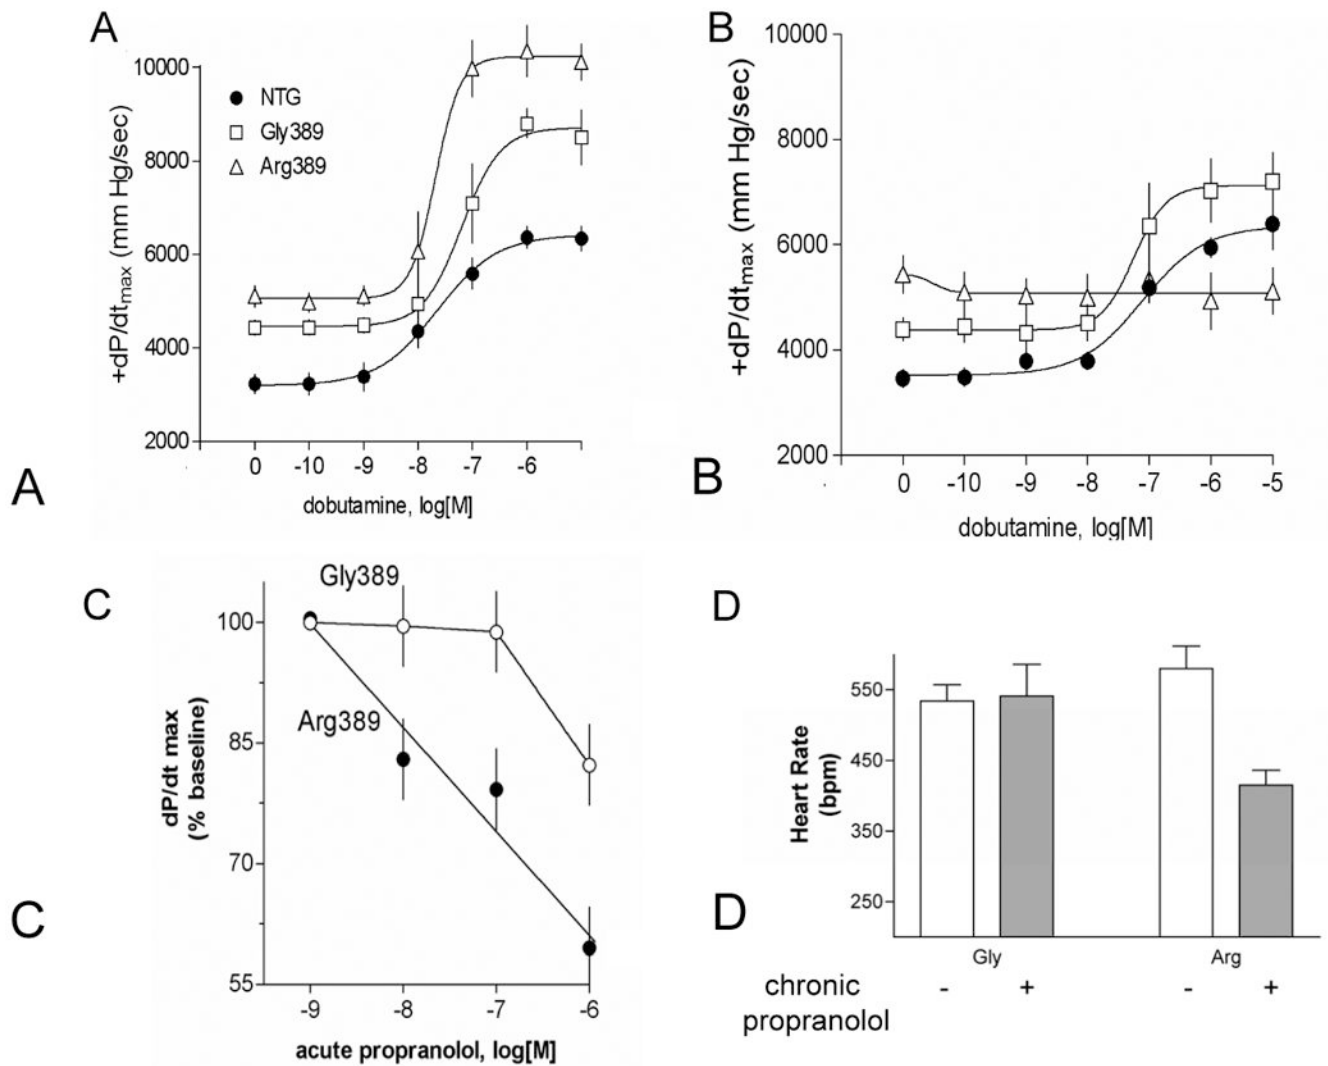 A
+dP/dtmax (mm Hg/sec)
10000
8000
6000
4000
2000
NTG
Gly389
Arg389
0 -10 -9 -8 -7 -6
dobutamine, log[M]
A
B
+dP/dtmax (mm Hg/sec)
10000
8000
6000
4000
2000
0 -10 -9 -8 -7 -6 -5
dobutamine, log[M]
B
C
Gly389
Arg389
dP/dt max
(% baseline)
100
85
70
55
-9 -8 -7 -6
acute propranolol, log[M]
C
D
Heart Rate
(bpm)
550
450
350
250
Gly Arg
chronic - + - +
propranolol
D